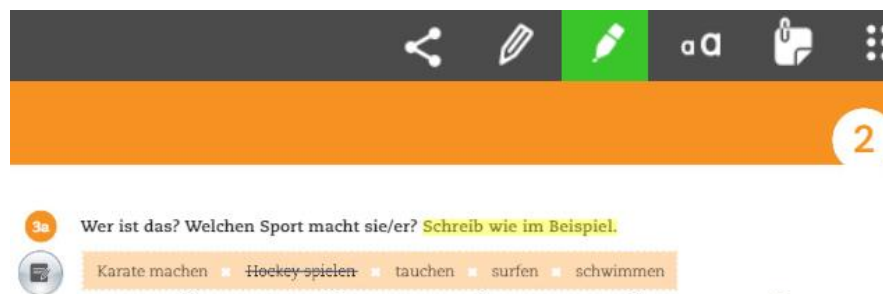 aa
2
3a Wer ist das? Welchen Sport macht sie/er? Schreib wie im Beispiel.
Karate machen Hockey spielen tauchen surfen schwimmen